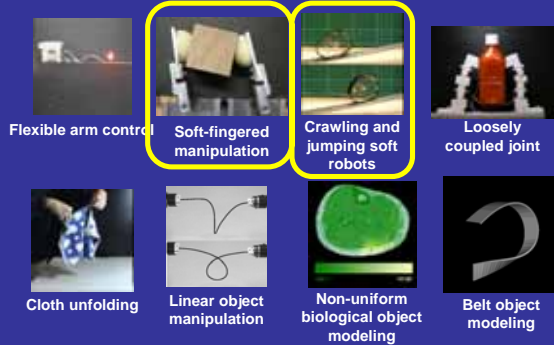 Flexible arm control
Soft-fingered
manipulation
Crawling and
jumping soft
robots
Loosely
coupled joint
Cloth unfolding
Linear object
manipulation
Non-uniform
biological object
modeling
Belt object
modeling